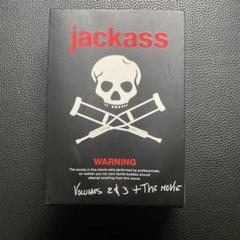 jackass
WARNING
The stunts in this movie were performed by professionals,
so neither you nor your dumb buddies should
attempt anything from this movie.
VOLUMES 2 & 3 + THE MOVIE